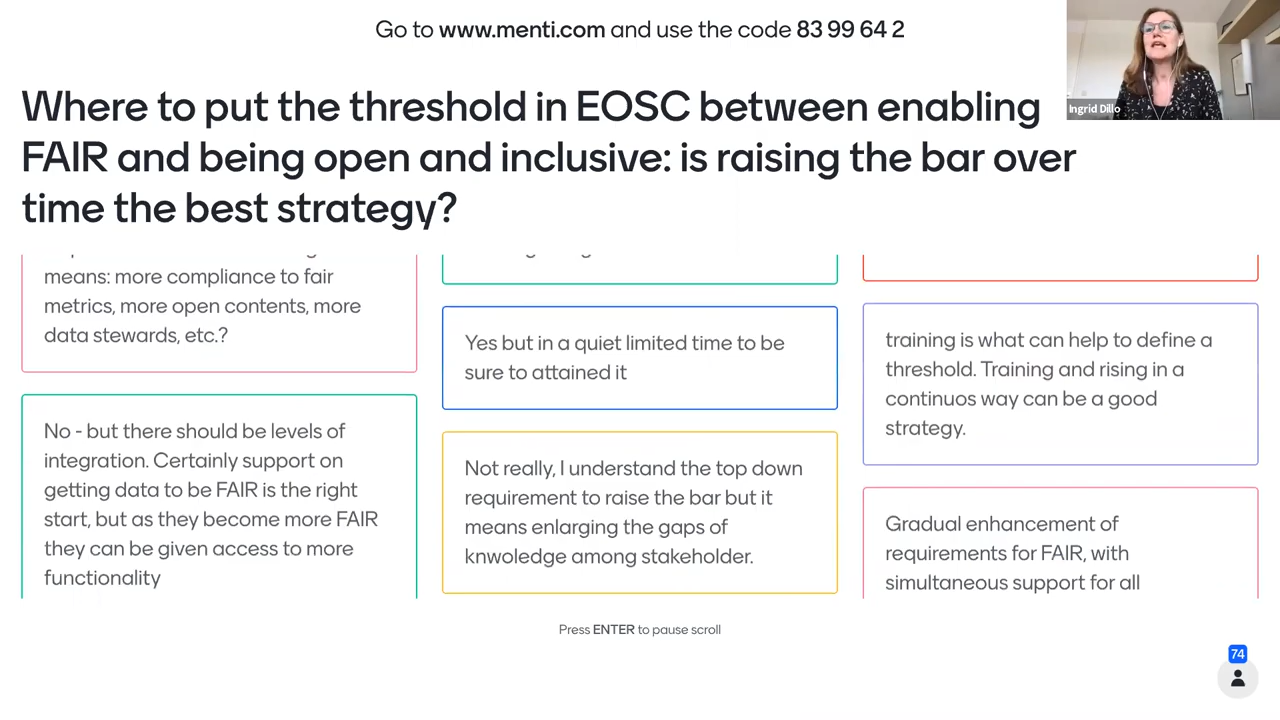 Go to www.menti.com and use the code 83 99 64 2
Ingrid Dillo
Where to put the threshold in EOSC between enabling
FAIR and being open and inclusive: is raising the bar over
time the best strategy?
means: more compliance to fair
metrics, more open contents, more
data stewards, etc.?
No - but there should be levels of
integration. Certainly support on
getting data to be FAIR is the right
start, but as they become more FAIR
they can be given access to more
functionality
Yes but in a quiet limited time to be
sure to attained it
Not really, I understand the top down
requirement to raise the bar but it
means enlarging the gaps of
knwoledge among stakeholder.
training is what can help to define a
threshold. Training and rising in a
continuos way can be a good
strategy.
Gradual enhancement of
requirements for FAIR, with
simultaneous support for all
Press ENTER to pause scroll
74